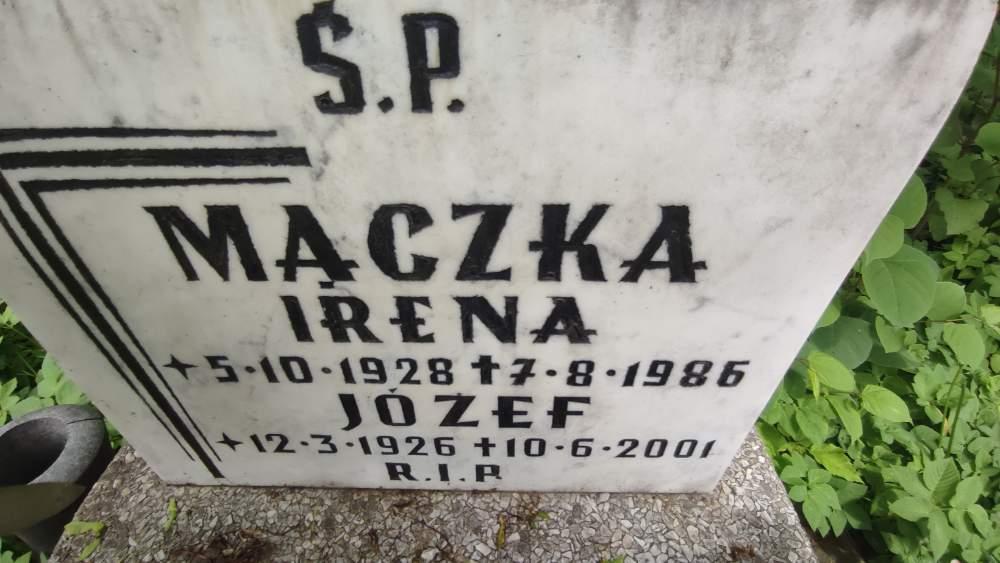 Ś.P.
MĄCZKA
IRENA
5·10·1928 ✝7·8·1986
JÓZEF
12·3·1926 ✝10·6·2001
R.I.P.